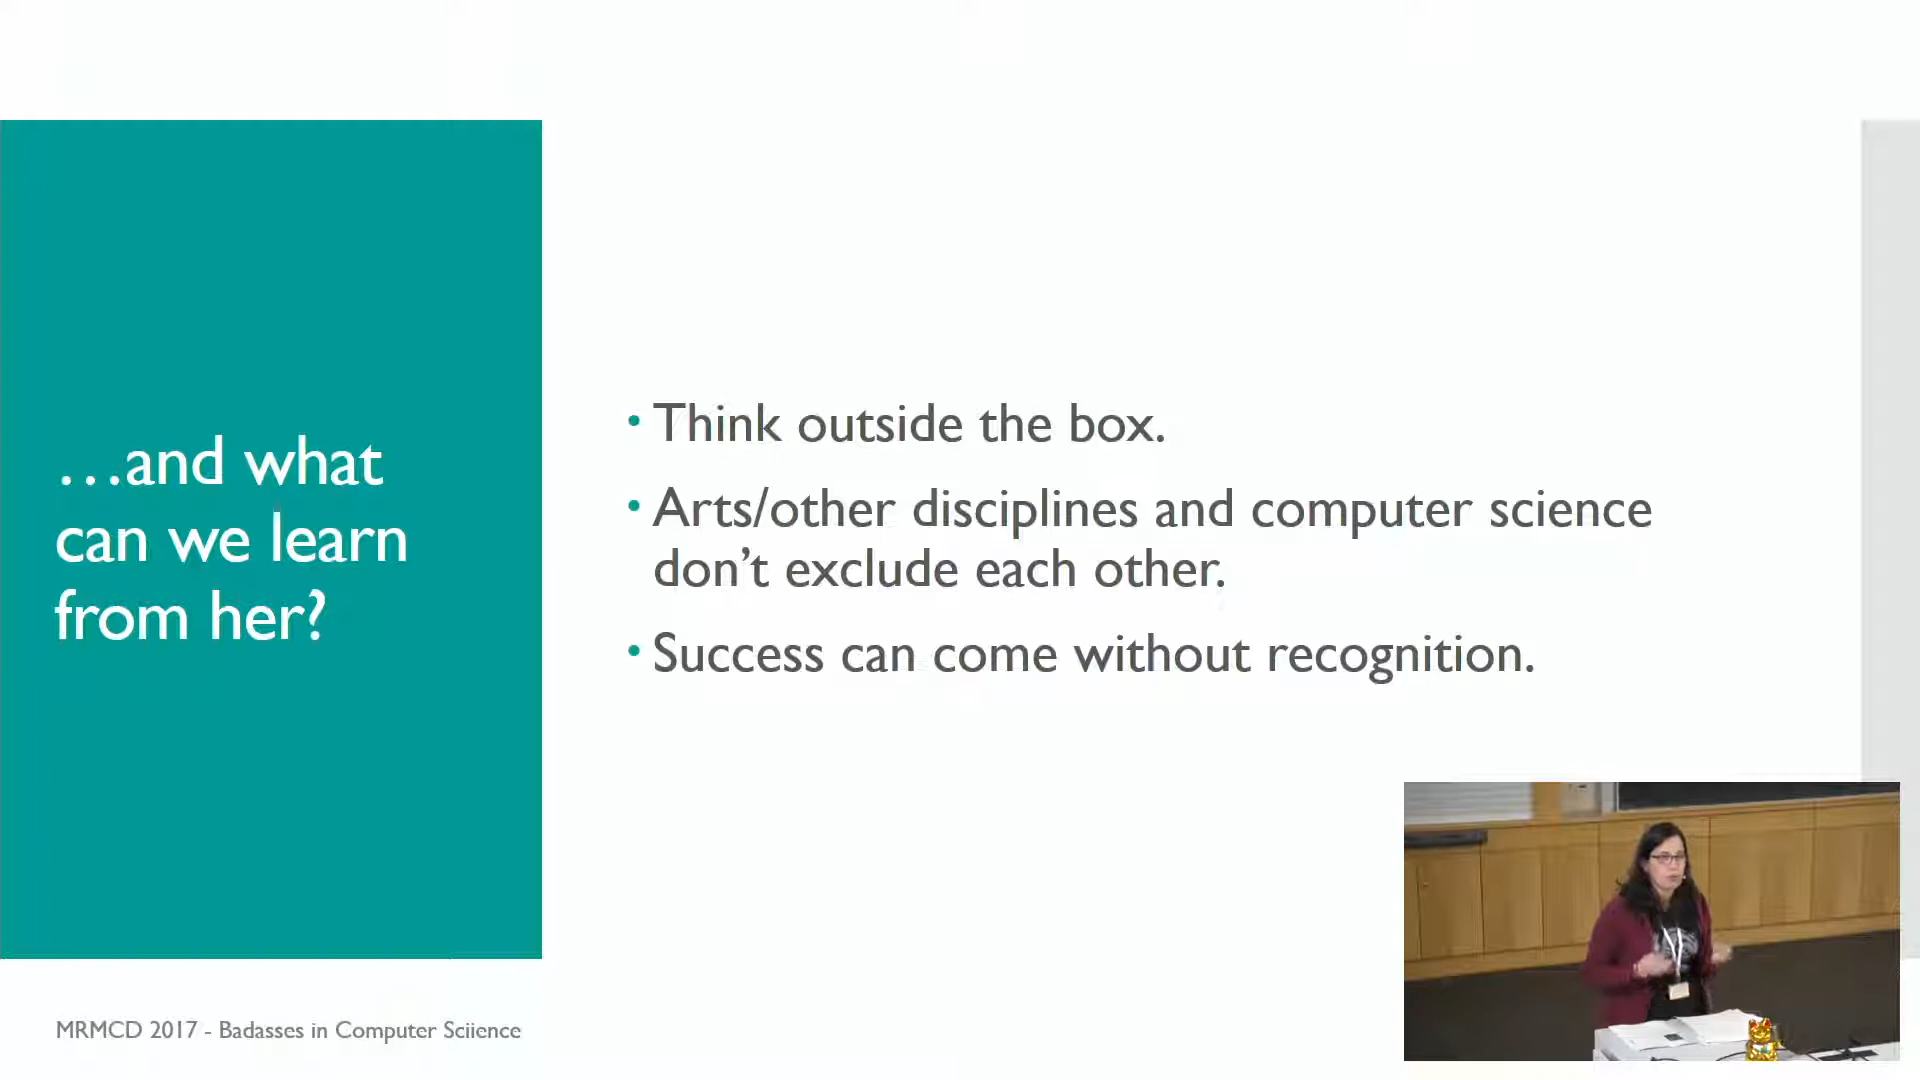 …and what
can we learn
from her?
• Think outside the box.
• Arts/other disciplines and computer science
don’t exclude each other.
• Success can come without recognition.
MRMCD 2017 - Badasses in Computer Sciience